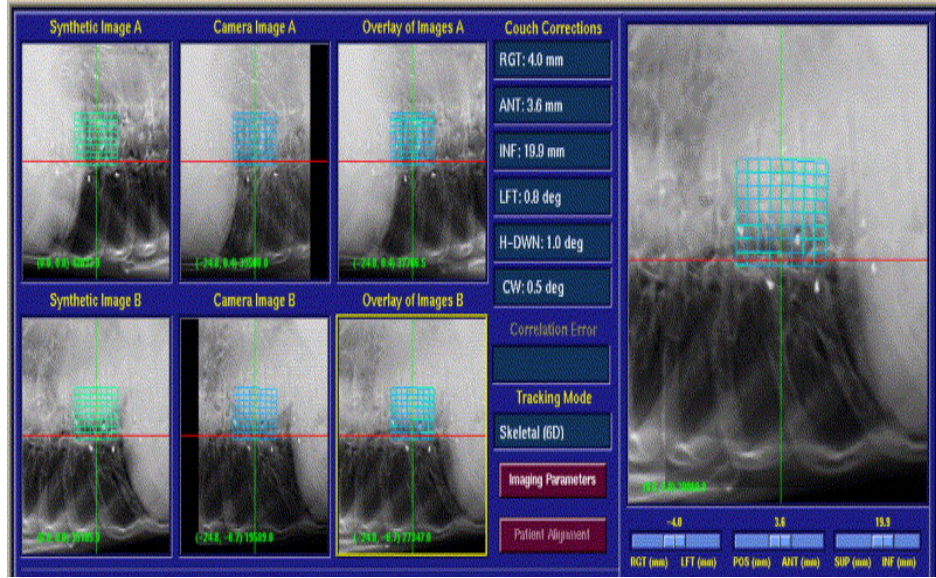 Synthetic Image A
Camera Image A
Overlay of Images A
Couch Corrections
RGT: 4.0 mm
ANT: 3.6 mm
INF: 19.9 mm
LFT: 0.8 deg
H-DWN: 1.0 deg
CW: 0.5 deg
Synthetic Image B
Camera Image B
Overlay of Images B
Correlation Error
Tracking Mode
Skeletal (6D)
Imaging Parameters
Patient Alignment
-4.0 3.6 19.9
RGT (mm) LFT (mm) POS (mm) ANT (mm) SUP (mm) INF (mm)